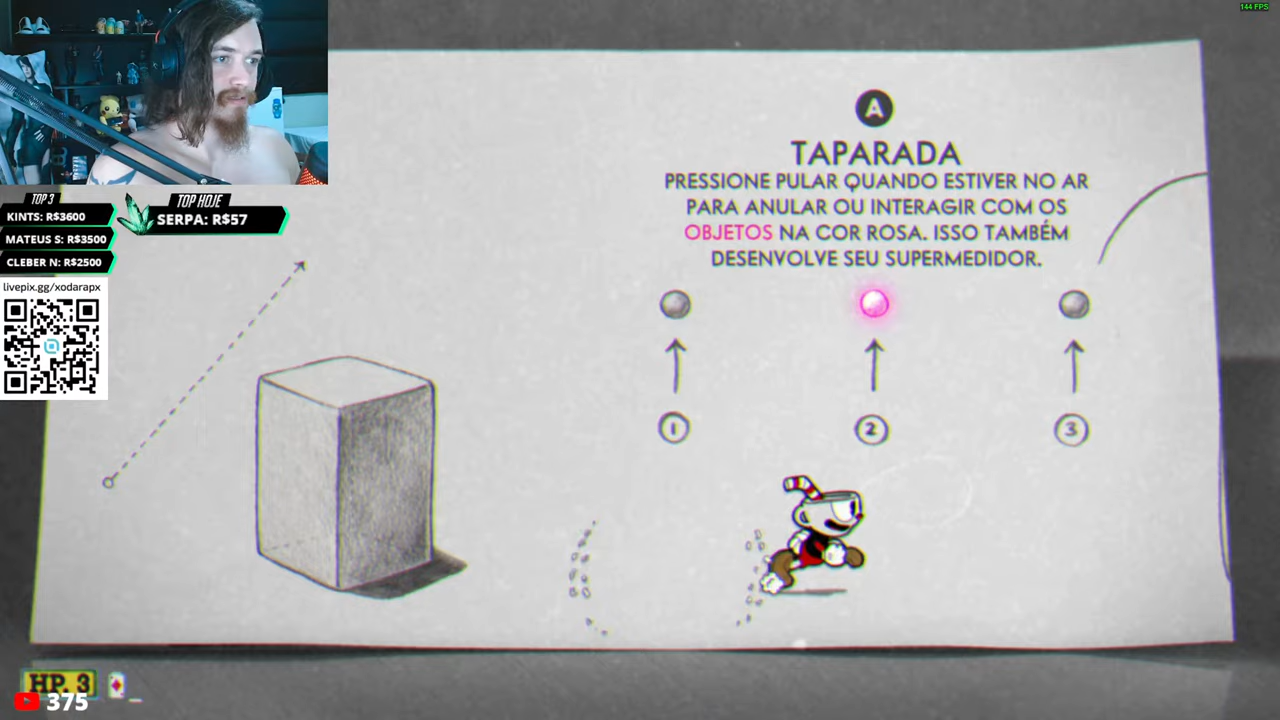 144 FPS
A
TAPARADA
PRESSIONE PULAR QUANDO ESTIVER NO AR
PARA ANULAR OU INTERAGIR COM OS
OBJETOS NA COR ROSA. ISSO TAMBÉM
DESENVOLVE SEU SUPERMEDIDOR.
TOP 3
KINTS: R$3600
MATEUS S: R$3500
CLEBER N: R$2500
TOP HOJE
SERPA: R$57
livepix.gg/xodarapx
1
2
3
HP. 3
375